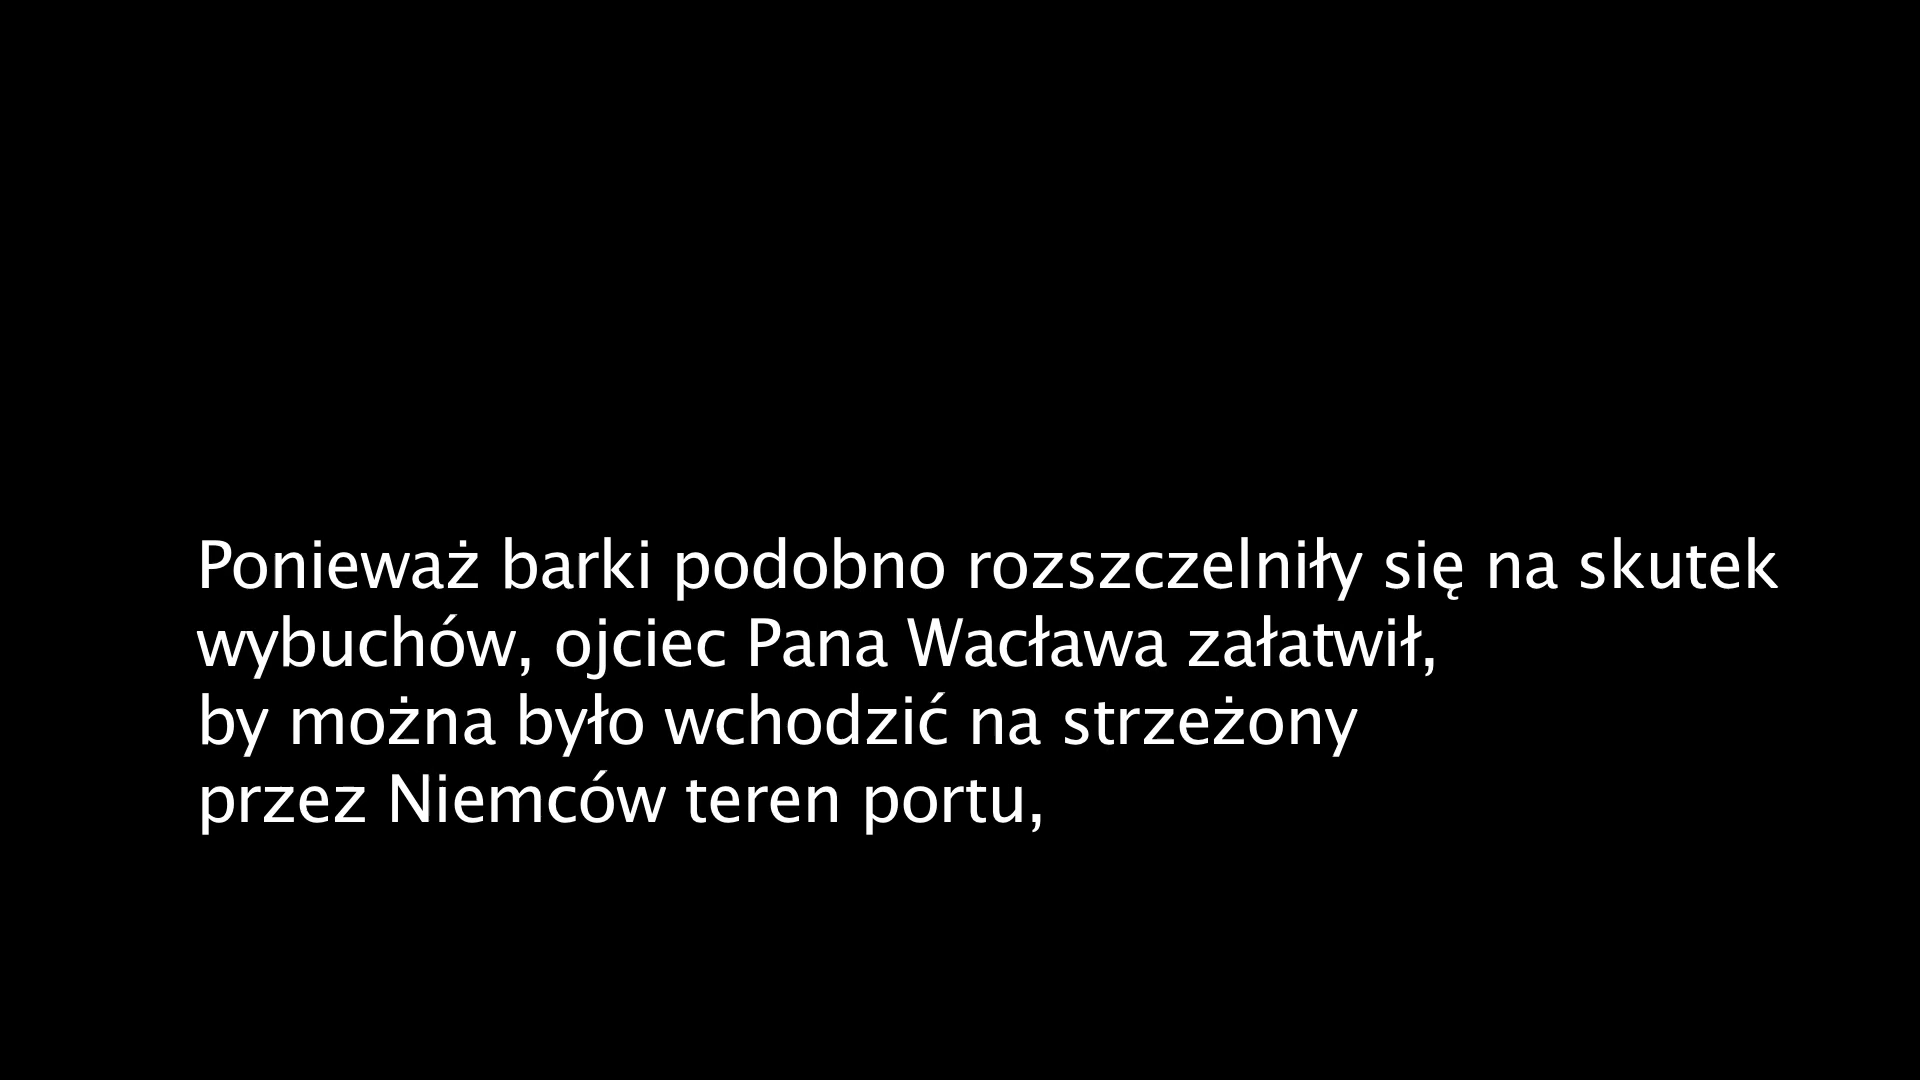 Ponieważ barki podobno rozszczelniły się na skutek
wybuchów, ojciec Pana Wacława załatwił,
by można było wchodzić na strzeżony
przez Niemców teren portu,